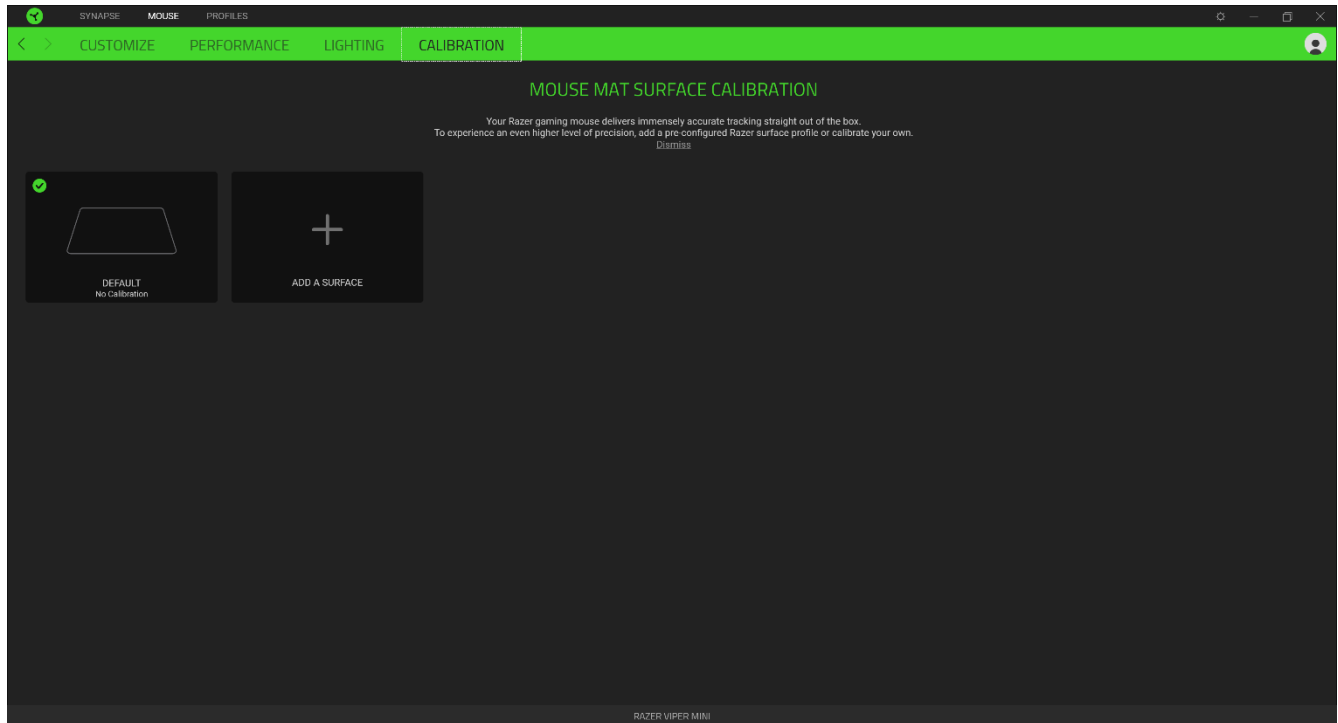 SYNAPSE MOUSE PROFILES
CUSTOMIZE PERFORMANCE LIGHTING CALIBRATION
MOUSE MAT SURFACE CALIBRATION
Your Razer gaming mouse delivers immensely accurate tracking straight out of the box.
To experience an even higher level of precision, add a pre-configured Razer surface profile or calibrate your own.
Dismiss
DEFAULT
No Calibration
ADD A SURFACE
RAZER VIPER MINI